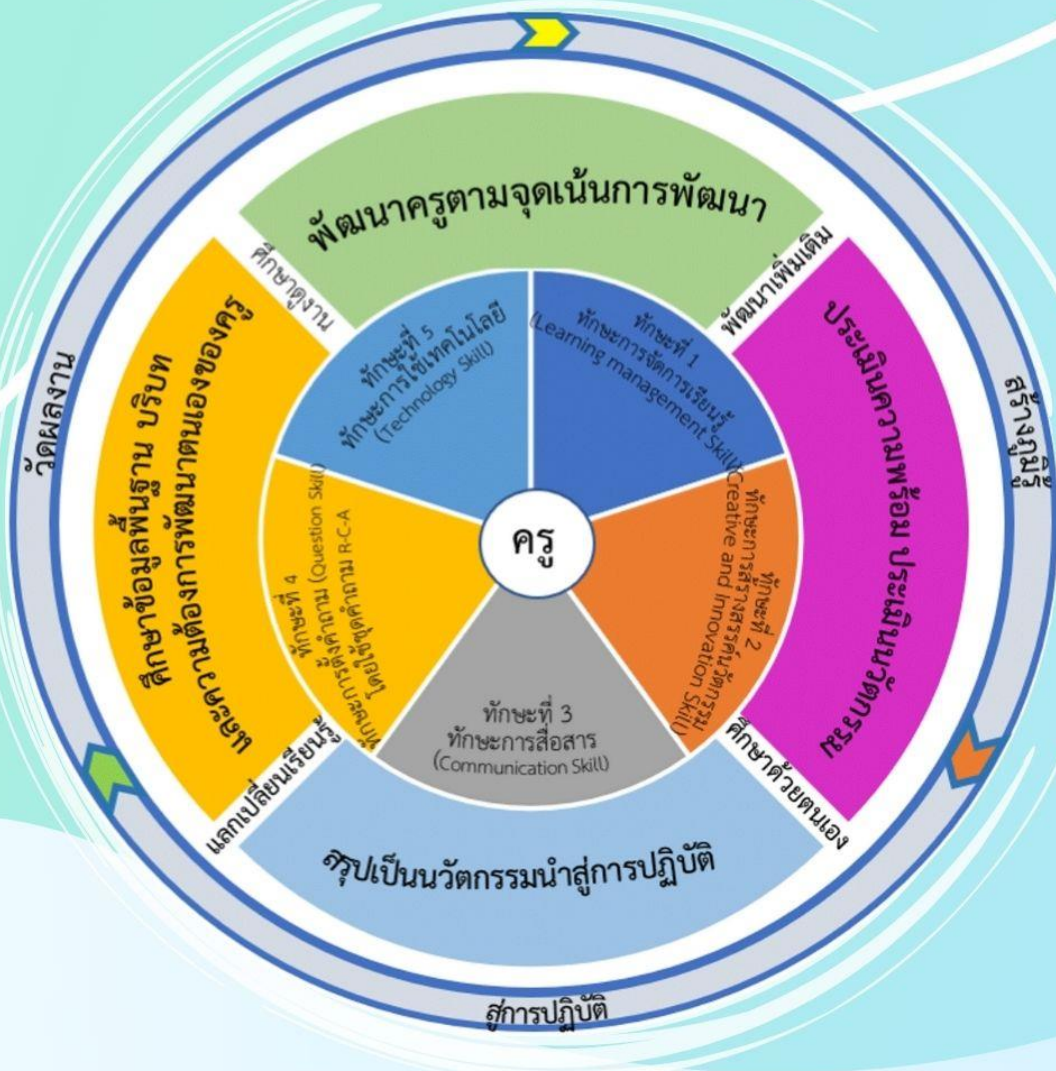 พัฒนาครูตามจุดเน้นการพัฒนา
พัฒนาเพิ่มเติม
ประเมินความพร้อม ประเมินนวัตกรรม
ศึกษาด้วยตนเอง
สรุปเป็นนวัตกรรมนำสู่การปฏิบัติ
แลกเปลี่ยนเรียนรู้
ศึกษาข้อมูลพื้นฐาน บริบท
และความต้องการพัฒนาตนเองของครู
ศึกษาดูงาน
ทักษะที่ 1
ทักษะการจัดการเรียนรู้
(Learning management Skill)
ทักษะที่ 2
ทักษะการสร้างสรรค์นวัตกรรม
(Creative and Innovation Skill)
ทักษะที่ 3
ทักษะการสื่อสาร
(Communication Skill)
ทักษะที่ 4
ทักษะการตั้งคำถาม (Question Skill)
โดยใช้ชุดคำถาม R-C-A
ทักษะที่ 5
ทักษะการใช้เทคโนโลยี
(Technology Skill)
ครู
สร้างภูมิรู้
สู่การปฏิบัติ
วัดผลงาน